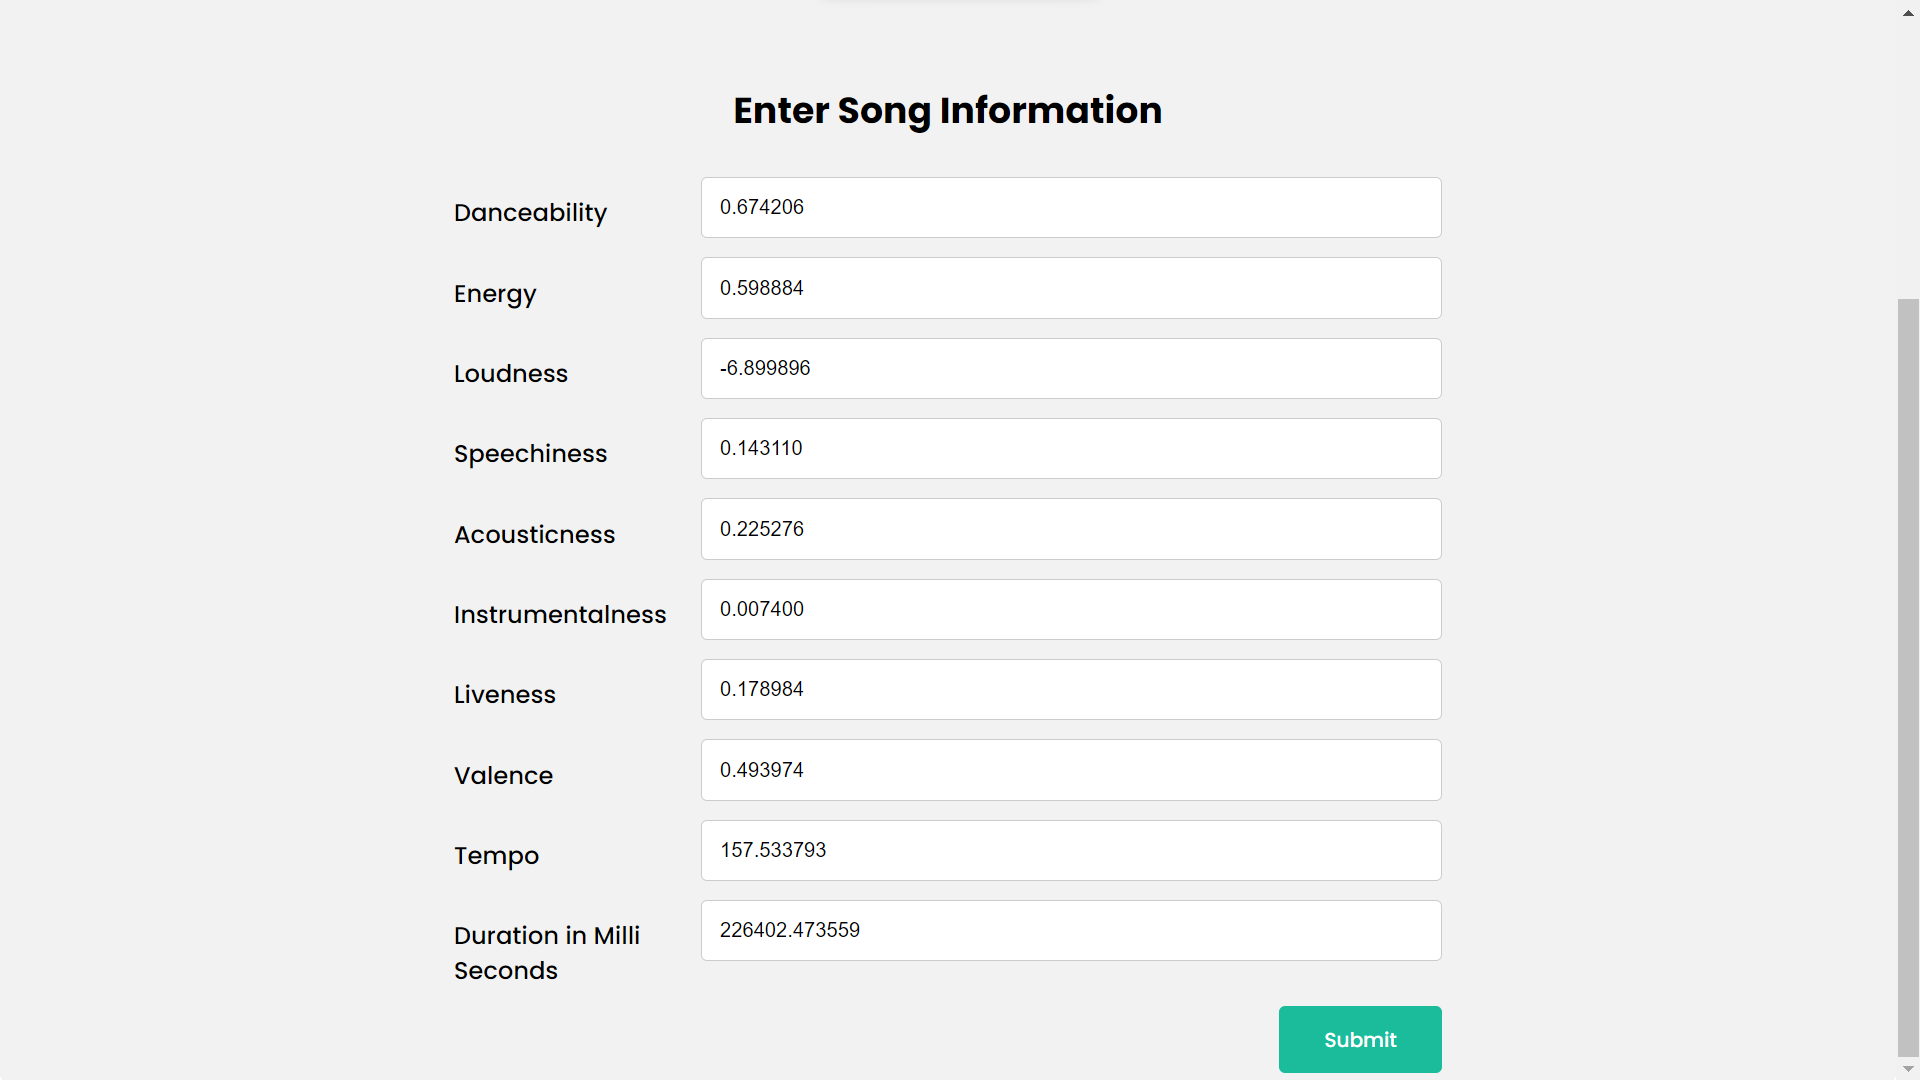 Enter Song Information
Danceability 0.674206
Energy 0.598884
Loudness -6.899896
Speechiness 0.143110
Acousticness 0.225276
Instrumentalness 0.007400
Liveness 0.178984
Valence 0.493974
Tempo 157.533793
Duration in Milli 226402.473559
Seconds
Submit